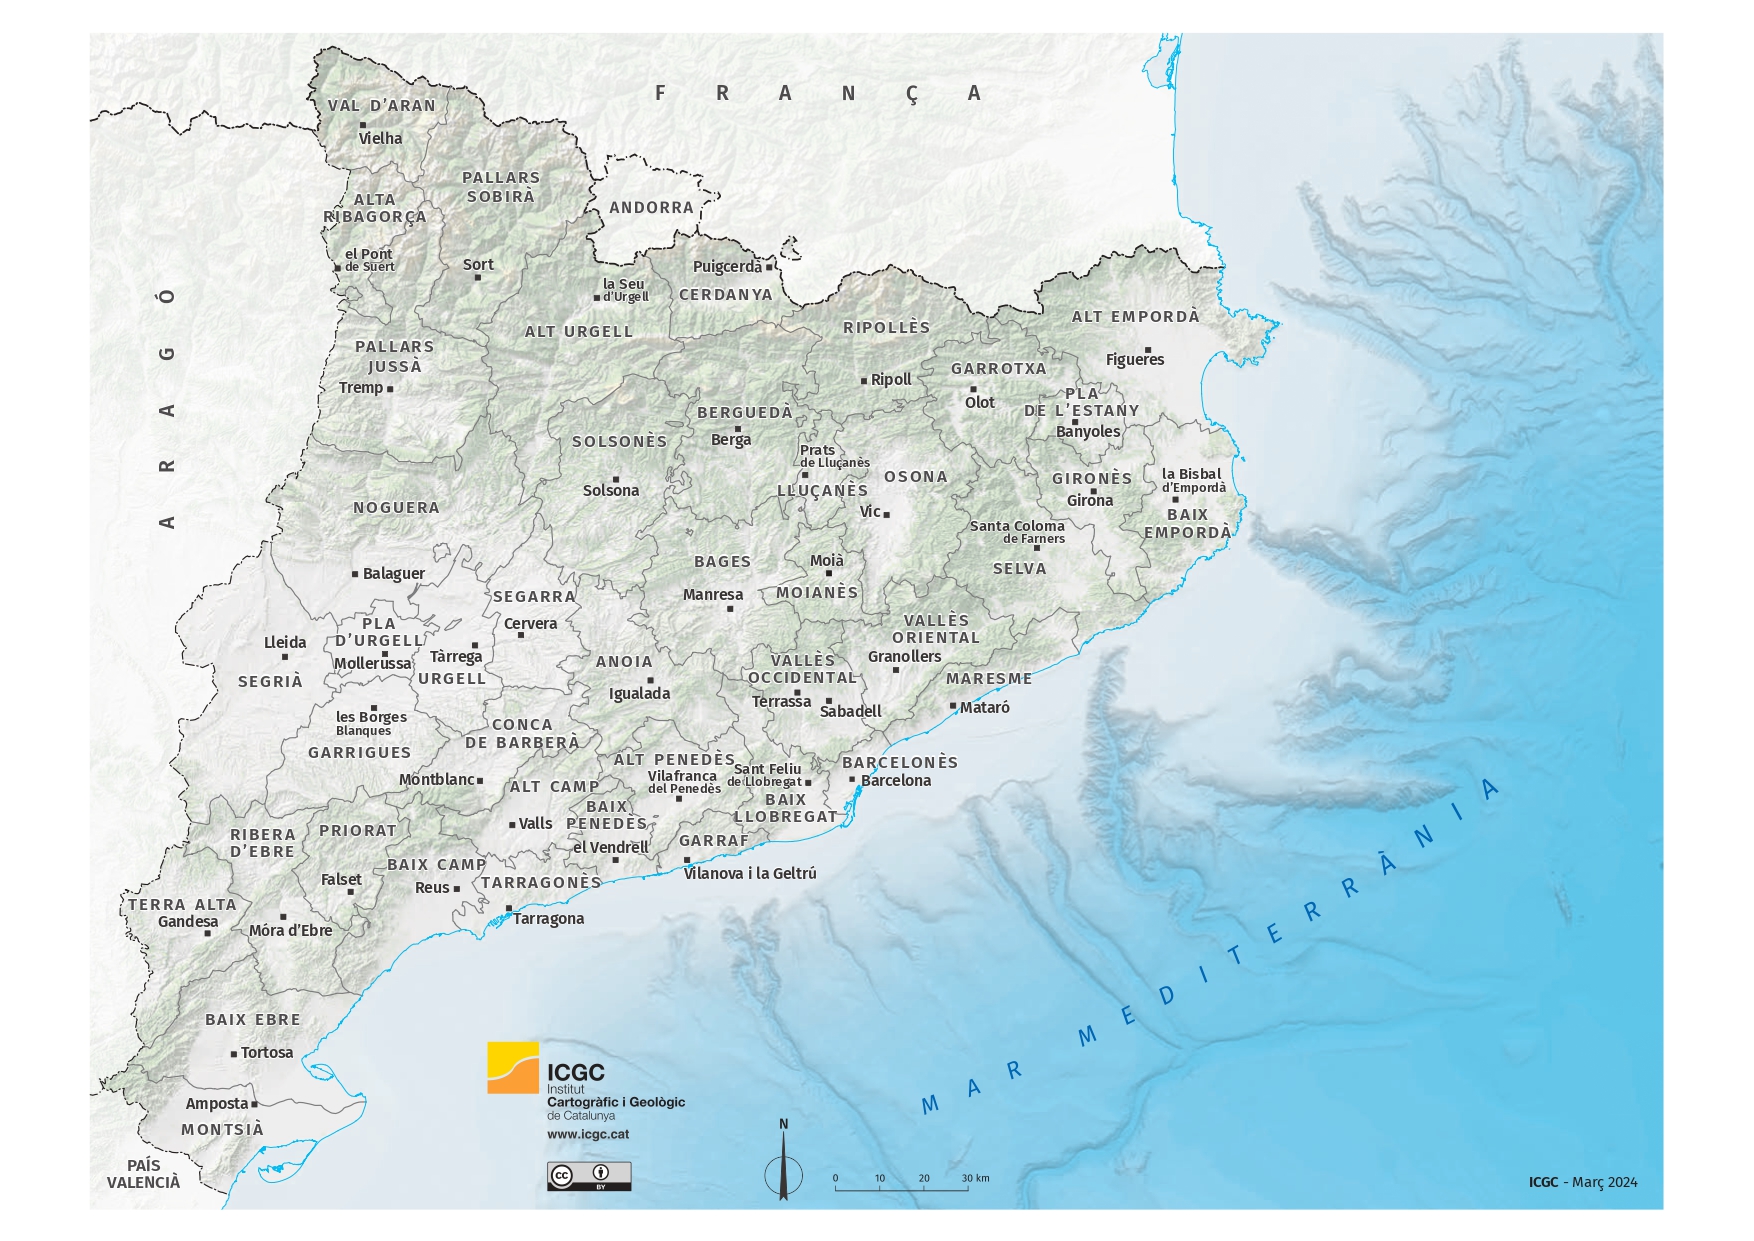 F R A N Ç A
VAL D'ARAN
Vielha
PALLARS
SOBIRÀ
ALTA
RIBAGORÇA
ANDORRA
el Pont
de Suert
Sort
la Seu
d'Urgell
Puigcerdà
CERDANYA
A R A G Ó
ALT URGELL
RIPOLLÈS
ALT EMPORDÀ
Figueres
PALLARS
JUSSÀ
Tremp
Ripoll
GARROTXA
Olot
PLA
DE L'ESTANY
Banyoles
BERGUEDÀ
Berga
SOLSONÈS
Solsona
Prats
de Lluçanès
LLUÇANÈS
OSONA
Vic
GIRONÈS
Girona
la Bisbal
d'Empordà
BAIX
EMPORDÀ
NOGUERA
Balaguer
Santa Coloma
de Farners
SELVA
BAGES
Manresa
Moià
MOIANÈS
SEGARRA
Cervera
PLA
D'URGELL
Mollerussa
Lleida
SEGRIÀ
Tàrrega
URGELL
ANOIA
Igualada
VALLÈS
ORIENTAL
Granollers
VALLÈS
OCCIDENTAL
Terrassa
Sabadell
MARESME
Mataró
les Borges
Blanques
GARRIGUES
CONCA
DE BARBERÀ
Montblanc
ALT PENEDÈS
Vilafranca
del Penedès
Sant Feliu
de Llobregat
BARCELONÈS
Barcelona
BAIX
LLOBREGAT
ALT CAMP
Valls
BAIX
PENEDÈS
el Vendrell
GARRAF
Vilanova i la Geltrú
RIBERA
D'EBRE
PRIORAT
Falset
BAIX CAMP
Reus
TARRAGONÈS
Tarragona
TERRA ALTA
Gandesa
Móra d'Ebre
BAIX EBRE
Tortosa
Amposta
MONTSIÀ
PAÍS
VALENCIÀ
M A R M E D I T E R R À N I A
ICGC
Institut
Cartogràfic i Geològic
de Catalunya
www.icgc.cat
cc
BY
N
0 10 20 30 km
ICGC - Març 2024